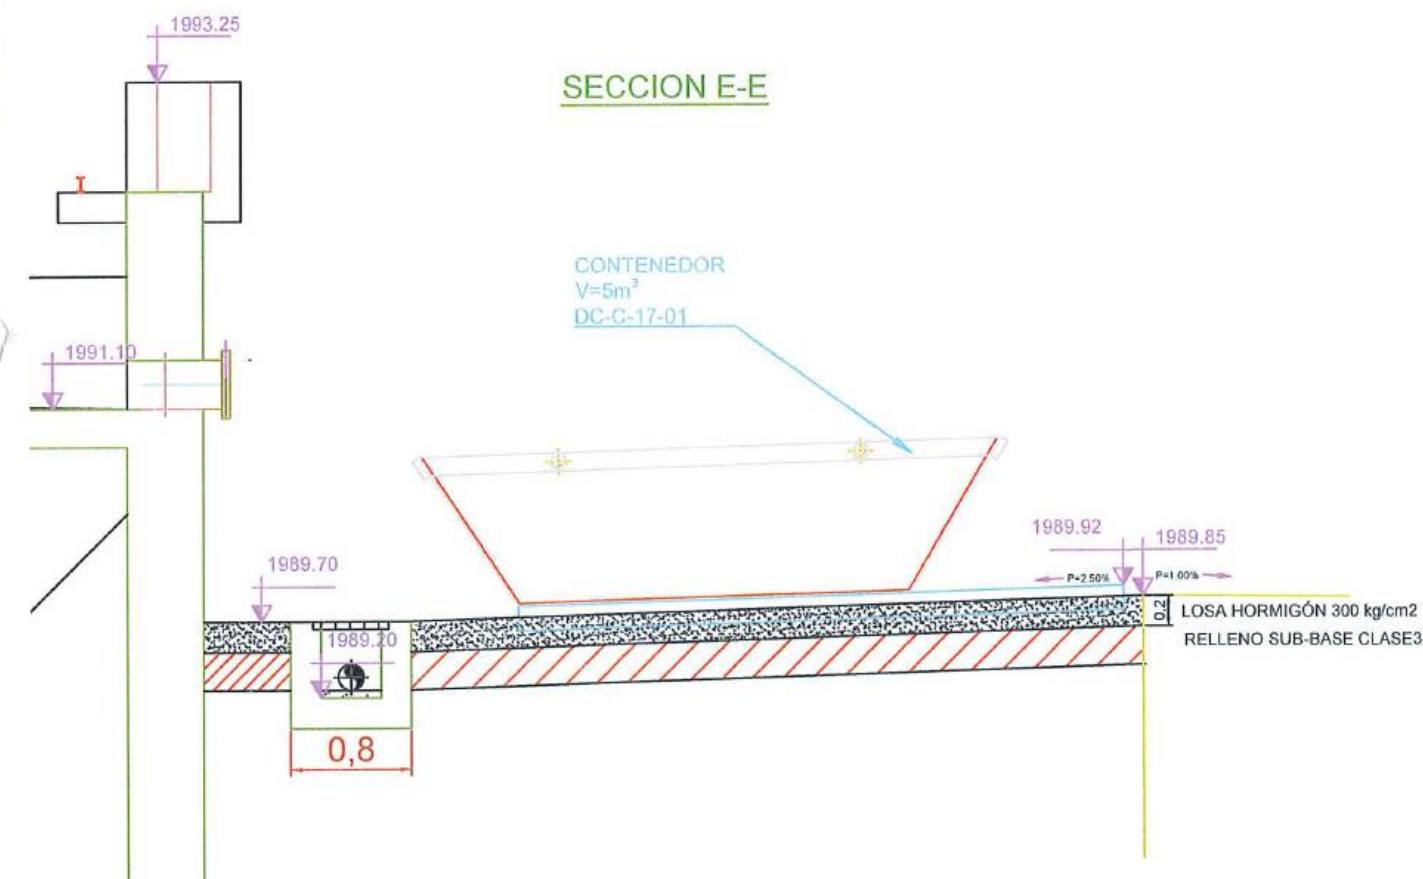 1993.25
SECCION E-E
CONTENEDOR
V=5m³
DC-C-17-01
1991.10
1989.92
1989.85
1989.70
P=2.50%
P=1.00%
0.2
LOSA HORMIGÓN 300 kg/cm2
1989.20
RELLENO SUB-BASE CLASE3
0,8